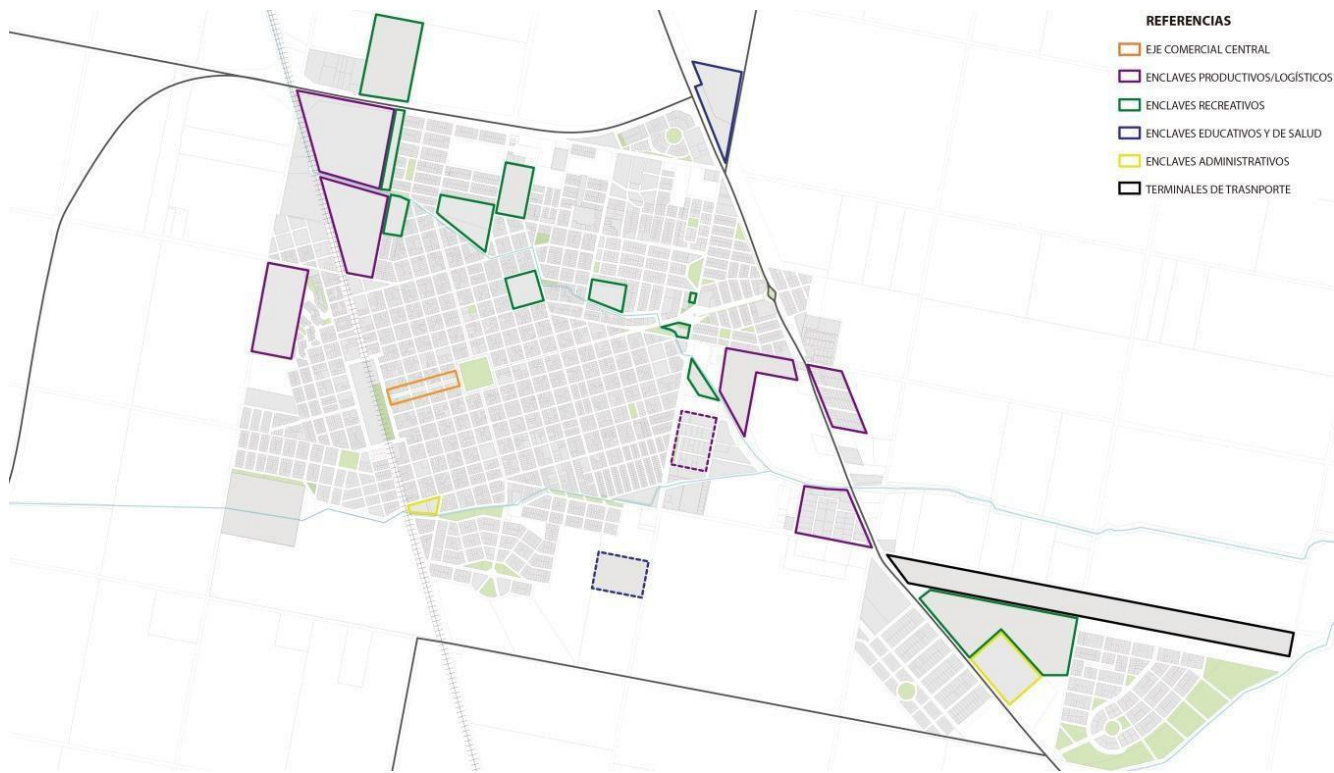 REFERENCIAS
EJE COMERCIAL CENTRAL
ENCLAVES PRODUCTIVOS/LOGÍSTICOS
ENCLAVES RECREATIVOS
ENCLAVES EDUCATIVOS Y DE SALUD
ENCLAVES ADMINISTRATIVOS
TERMINALES DE TRASNPORTE